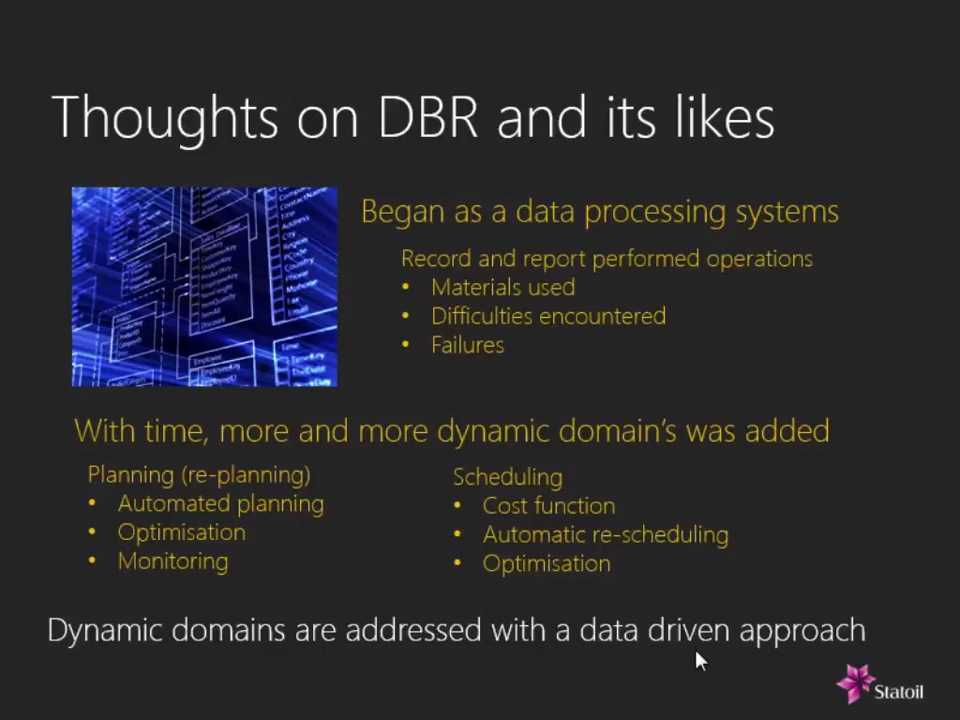 Thoughts on DBR and its likes
Began as a data processing systems
Record and report performed operations
• Materials used
• Difficulties encountered
• Failures
With time, more and more dynamic domain's was added
Planning (re-planning)
• Automated planning
• Optimisation
• Monitoring
Scheduling
• Cost function
• Automatic re-scheduling
• Optimisation
Dynamic domains are addressed with a data driven approach
Statoil